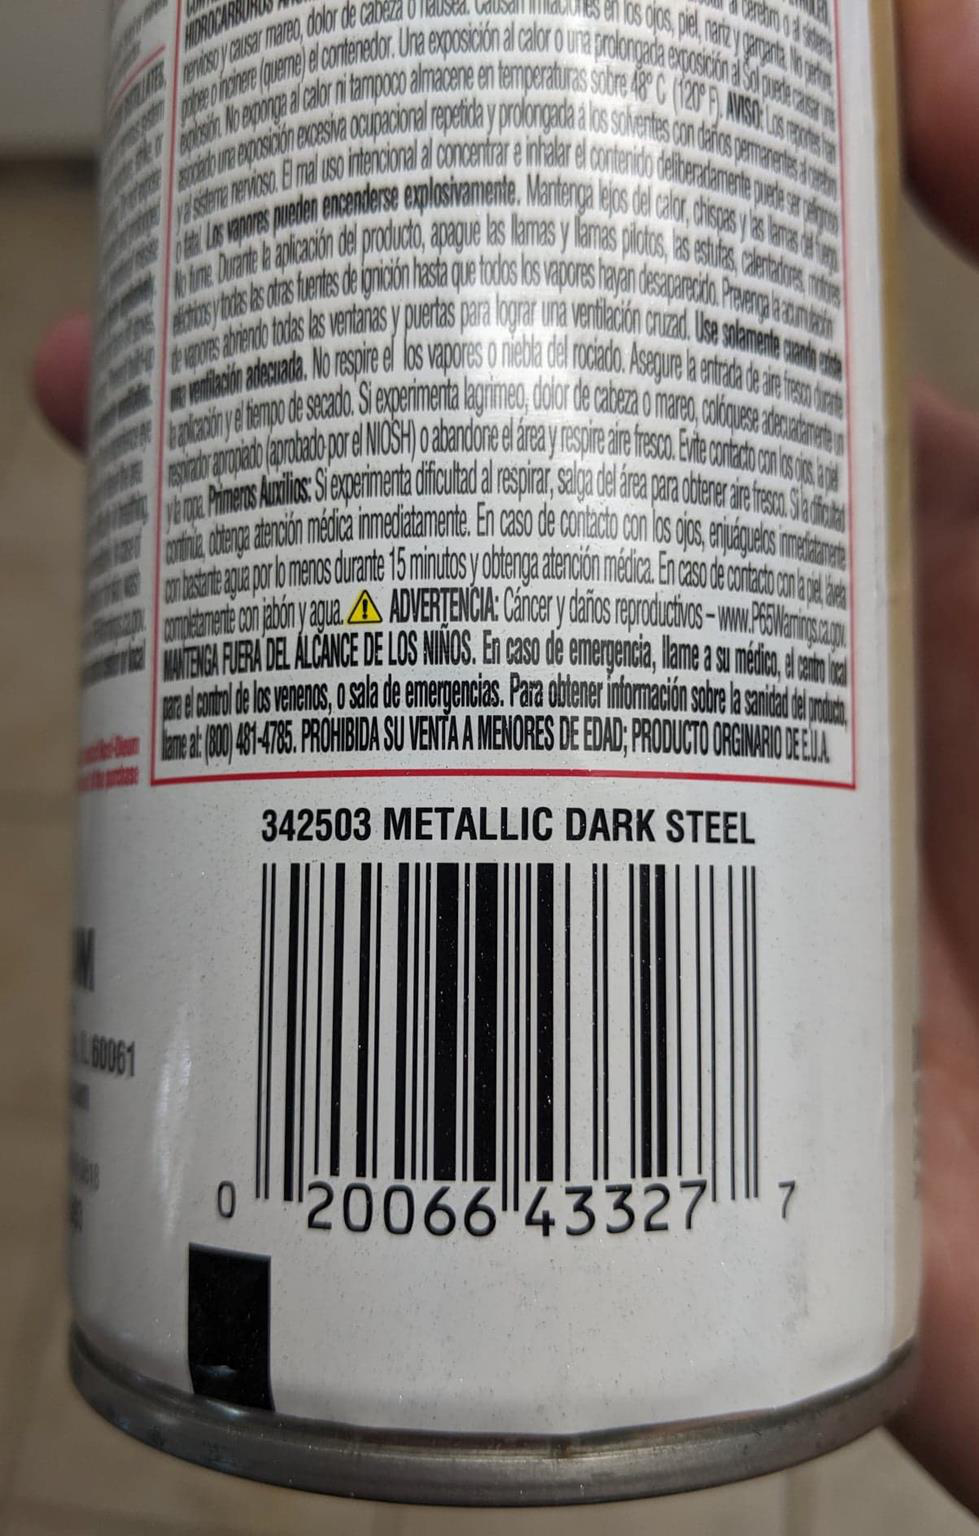 HIDROCARBUROS
nervioso y causar mareo, dolor de cabeza o náusea. Causan irritaciones en los ojos, piel, nariz y garganta. No perfore,
golpee o incinere (queme) el contenedor. Una exposición al calor o una prolongada exposición al Sol puede causar una
explosión. No exponga al calor ni tampoco almacene en temperaturas sobre 48° C (120° F). AVISO: Los reportes han
asociado una exposición excesiva ocupacional repetida y prolongada a los solventes con daños permanentes al cerebro
y al sistema nervioso. El mal uso intencional al concentrar e inhalar el contenido deliberadamente puede ser peligroso
o fatal. Los vapores pueden encenderse explosivamente. Mantenga lejos del calor, chispas y las llamas del fuego.
No fume. Durante la aplicación del producto, apague las llamas y llamas pilotos, las estufas, calentadores, motores
eléctricos y todas las otras fuentes de ignición hasta que todos los vapores hayan desaparecido. Prevenga la acumulación
de vapores abriendo todas las ventanas y puertas para lograr una ventilación cruzad. Use solamente cuando existe
una ventilación adecuada. No respire el los vapores o niebla del rociado. Asegure la entrada de aire fresco durante
la aplicación y el tiempo de secado. Si experimenta lagrimeo, dolor de cabeza o mareo, colóquese adecuadamente un
respirador apropiado (aprobado por el NIOSH) o abandone el área y respire aire fresco. Evite contacto con los ojos, la piel
y la ropa. Primeros Auxilios: Si experimenta dificultad al respirar, salga del área para obtener aire fresco. Si la dificultad
continúa, obtenga atención médica inmediatamente. En caso de contacto con los ojos, enjuáguelos inmediatamente
con bastante agua por lo menos durante 15 minutos y obtenga atención médica. En caso de contacto con la piel, lávela
completamente con jabón y agua. ADVERTENCIA: Cáncer y daños reproductivos – www.P65Warnings.ca.gov.
MANTENGA FUERA DEL ALCANCE DE LOS NIÑOS. En caso de emergencia, llame a su médico, el centro local
para el control de los venenos, o sala de emergencias. Para obtener información sobre la sanidad del producto,
llame al: (800) 481-4785. PROHIBIDA SU VENTA A MENORES DE EDAD; PRODUCTO ORGINARIO DE E.U.A.
342503 METALLIC DARK STEEL
60061
0 20066 43327 7